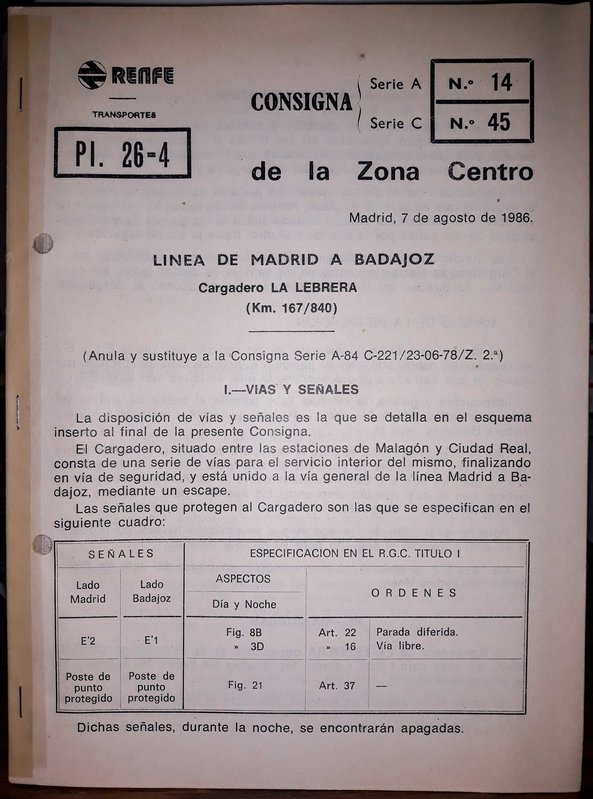 RENFE
TRANSPORTES
PI. 26-4
CONSIGNA
Serie A N.º 14
Serie C N.º 45
de la Zona Centro
Madrid, 7 de agosto de 1986.
LINEA DE MADRID A BADAJOZ
Cargadero LA LEBRERA
(Km. 167/840)
(Anula y sustituye a la Consigna Serie A-84 C-221/23-06-78/Z. 2.ª)
I.—VIAS Y SEÑALES
La disposición de vías y señales es la que se detalla en el esquema
inserto al final de la presente Consigna.
El Cargadero, situado entre las estaciones de Malagón y Ciudad Real,
consta de una serie de vías para el servicio interior del mismo, finalizando
en vía de seguridad, y está unido a la vía general de la línea Madrid a Ba-
dajoz, mediante un escape.
Las señales que protegen al Cargadero son las que se especifican en el
siguiente cuadro:
SEÑALES ESPECIFICACION EN EL R.G.C. TITULO I
Lado Madrid Lado Badajoz ASPECTOS Día y Noche ORDENES
E'2 E'1 Fig. 8B Art. 22 Parada diferida.
» 3D » 16 Vía libre.
Poste de punto protegido Poste de punto protegido Fig. 21 Art. 37 —
Dichas señales, durante la noche, se encontrarán apagadas.